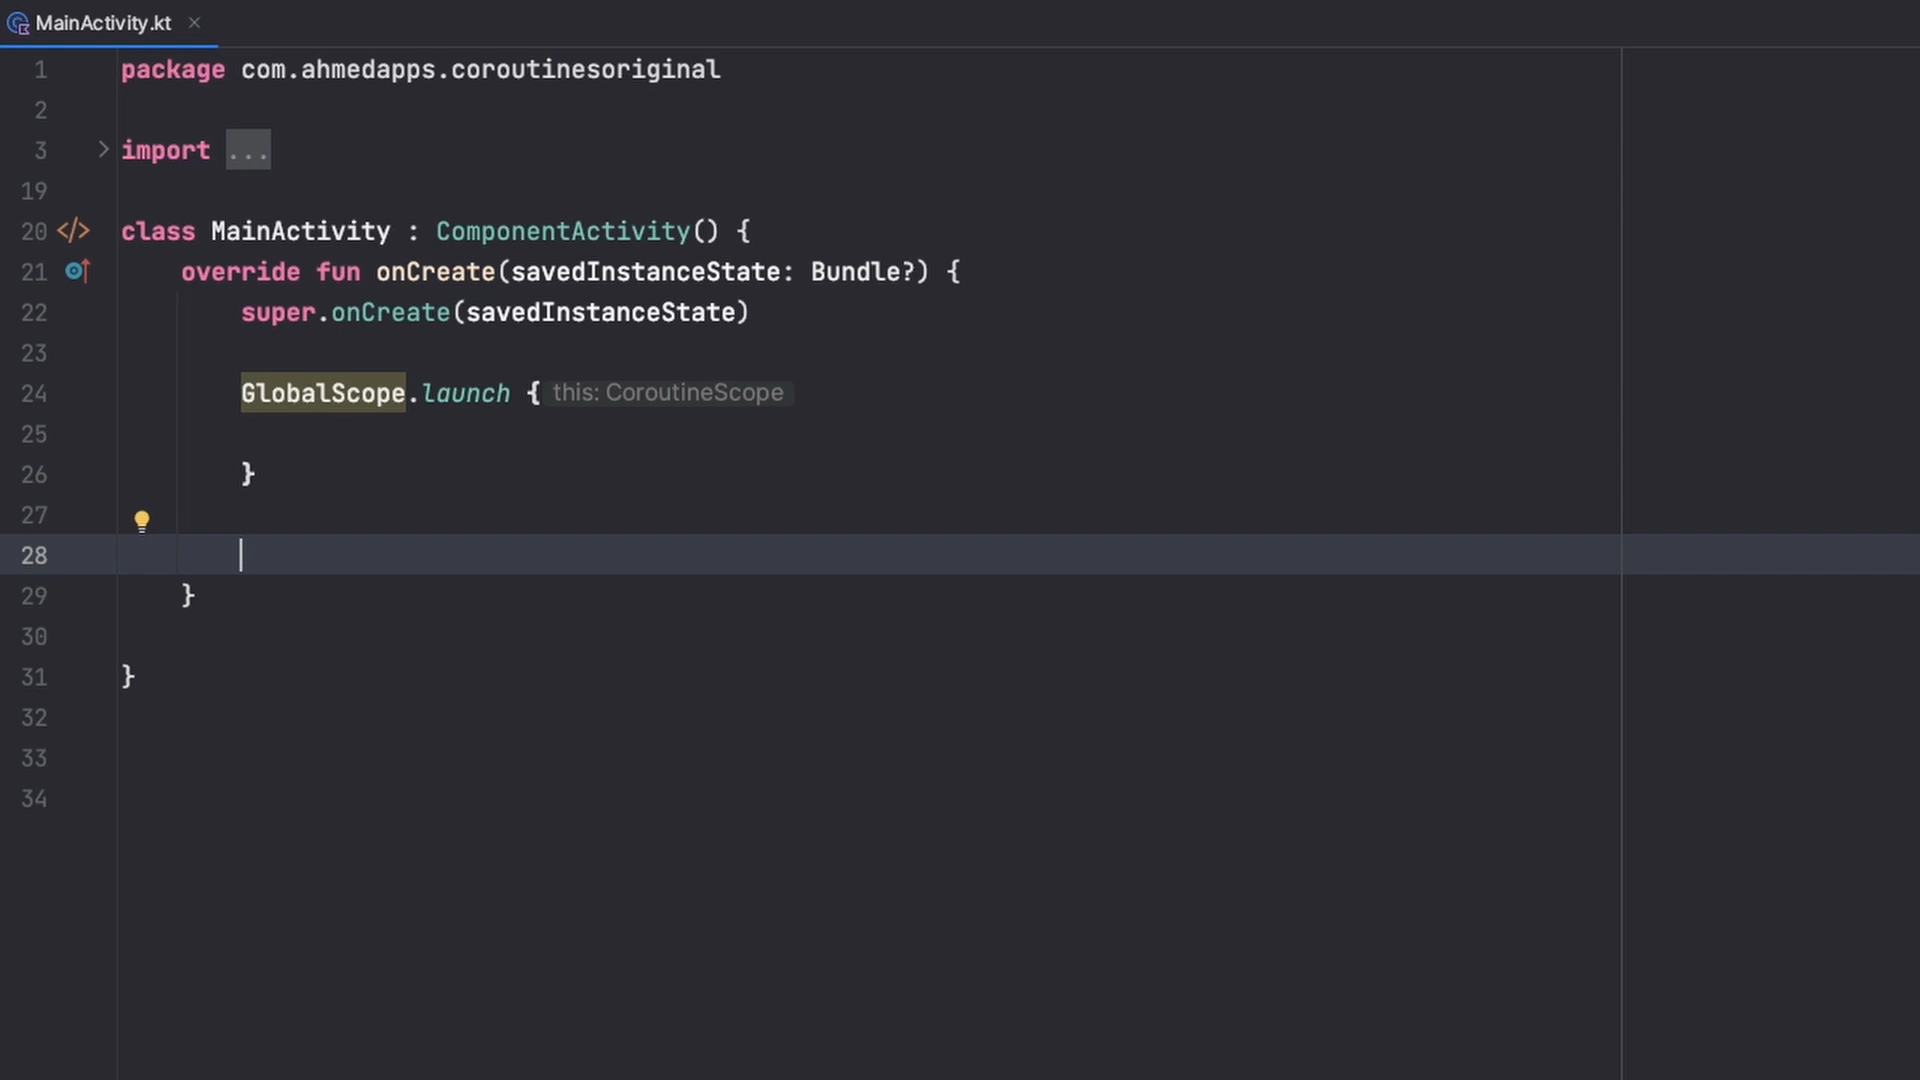 MainActivity.kt
1 package com.ahmedapps.coroutinesoriginal
2
3 import ...
19
20 class MainActivity : ComponentActivity() {
21 override fun onCreate(savedInstanceState: Bundle?) {
22 super.onCreate(savedInstanceState)
23
24 GlobalScope.launch { this: CoroutineScope
25
26 }
27
28
29 }
30
31 }
32
33
34